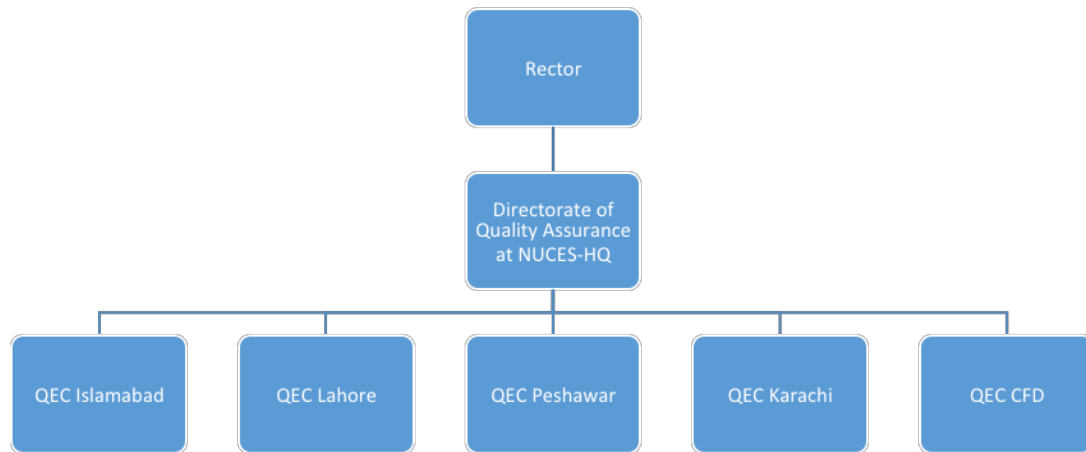 Rector
Directorate of
Quality Assurance
at NUCES-HQ
QEC Islamabad
QEC Lahore
QEC Peshawar
QEC Karachi
QEC CFD